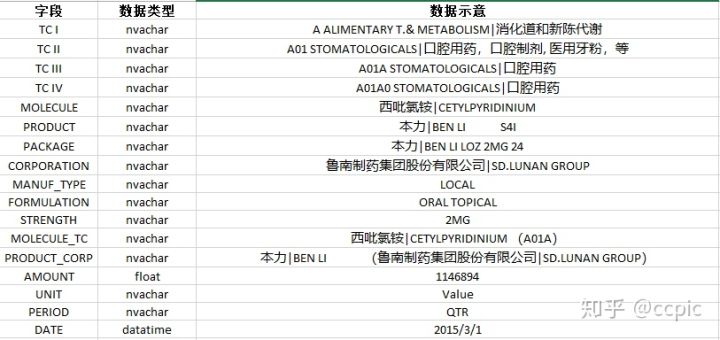 字段 数据类型 数据示意
TC I nvachar A ALIMENTARY T.& METABOLISM|消化道和新陈代谢
TC II nvachar A01 STOMATOLOGICALS|口腔用药，口腔制剂, 医用牙粉，等
TC III nvachar A01A STOMATOLOGICALS|口腔用药
TC IV nvachar A01A0 STOMATOLOGICALS|口腔用药
MOLECULE nvachar 西吡氯铵|CETYLPYRIDINIUM
PRODUCT nvachar 本力|BEN LI S4I
PACKAGE nvachar 本力|BEN LI LOZ 2MG 24
CORPORATION nvachar 鲁南制药集团股份有限公司|SD.LUNAN GROUP
MANUF_TYPE nvachar LOCAL
FORMULATION nvachar ORAL TOPICAL
STRENGTH nvachar 2MG
MOLECULE_TC nvachar 西吡氯铵|CETYLPYRIDINIUM （A01A）
PRODUCT_CORP nvachar 本力|BEN LI （鲁南制药集团股份有限公司|SD.LUNAN GROUP）
AMOUNT float 1146894
UNIT nvachar Value
PERIOD nvachar QTR
DATE datatime 2015/3/1
知乎 @ccpic